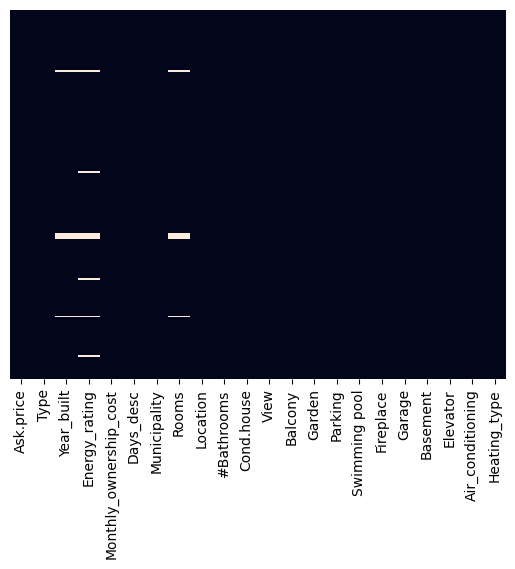 Ask.price
Type
Year_built
Energy_rating
Monthly_ownership_cost
Days_desc
Municipality
Rooms
Location
#Bathrooms
Cond.house
View
Balcony
Garden
Parking
Swimming pool
Fireplace
Garage
Basement
Elevator
Air_conditioning
Heating_type